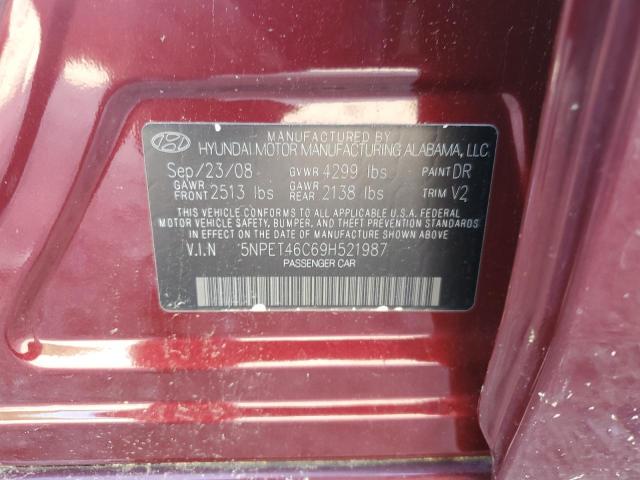 MANUFACTURED BY
HYUNDAI MOTOR MANUFACTURING ALABAMA, LLC
Sep/23/08 GVWR 4299 lbs PAINT DR
GAWR FRONT 2513 lbs GAWR REAR 2138 lbs TRIM V2
THIS VEHICLE CONFORMS TO ALL APPLICABLE U.S.A. FEDERAL
MOTOR VEHICLE SAFETY, BUMPER, AND THEFT PREVENTION STANDARDS
IN EFFECT ON THE DATE OF MANUFACTURE SHOWN ABOVE.
V.I.N 5NPET46C69H521987
PASSENGER CAR